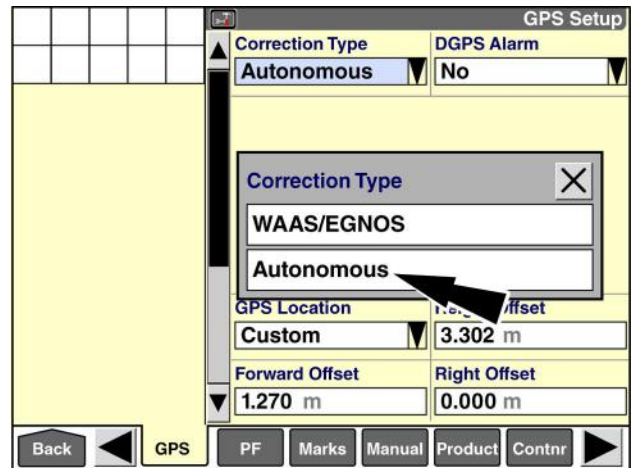 GPS Setup
Correction Type DGPS Alarm
Autonomous No
Correction Type
WAAS/EGNOS
Autonomous
GPS Location
Custom 3.302 m
Forward Offset Right Offset
1.270 m 0.000 m
Back GPS PF Marks Manual Product Contnr